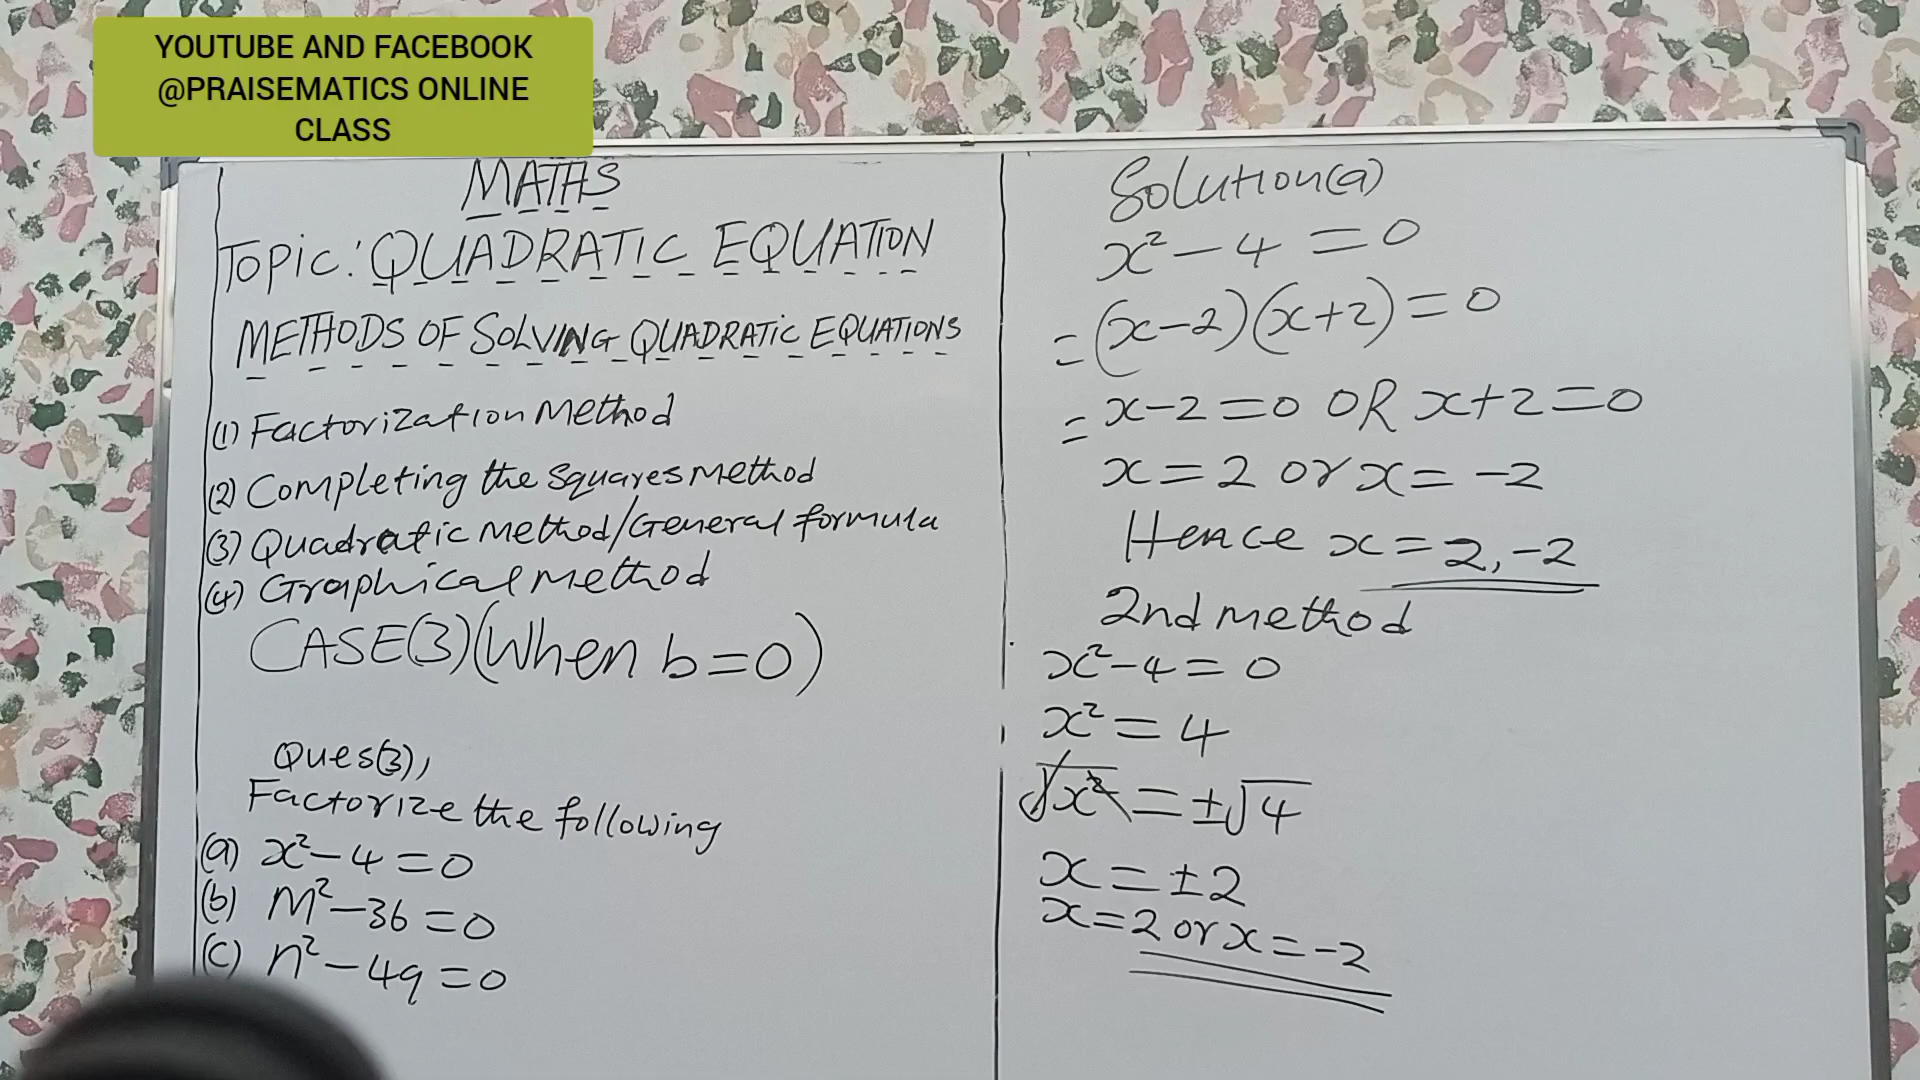 YOUTUBE AND FACEBOOK
@PRAISEMATICS ONLINE
CLASS
MATHS
Topic: QUADRATIC EQUATION
METHODS OF SOLVING QUADRATIC EQUATIONS
(1) Factorization Method
(2) Completing the squares Method
(3) Quadratic Method/General formula
(4) Graphical method
CASE(3)(When b=0)
Ques(3),
Factorize the following
(a) x²-4=0
(b) M²-36=0
(c) n²-49=0
Solution(a)
x²-4=0
=(x-2)(x+2)=0
=x-2=0 OR x+2=0
x=2 or x=-2
Hence x=2,-2
2nd method
x²-4=0
x²=4
√x²=±√4
x=±2
x=2 or x=-2